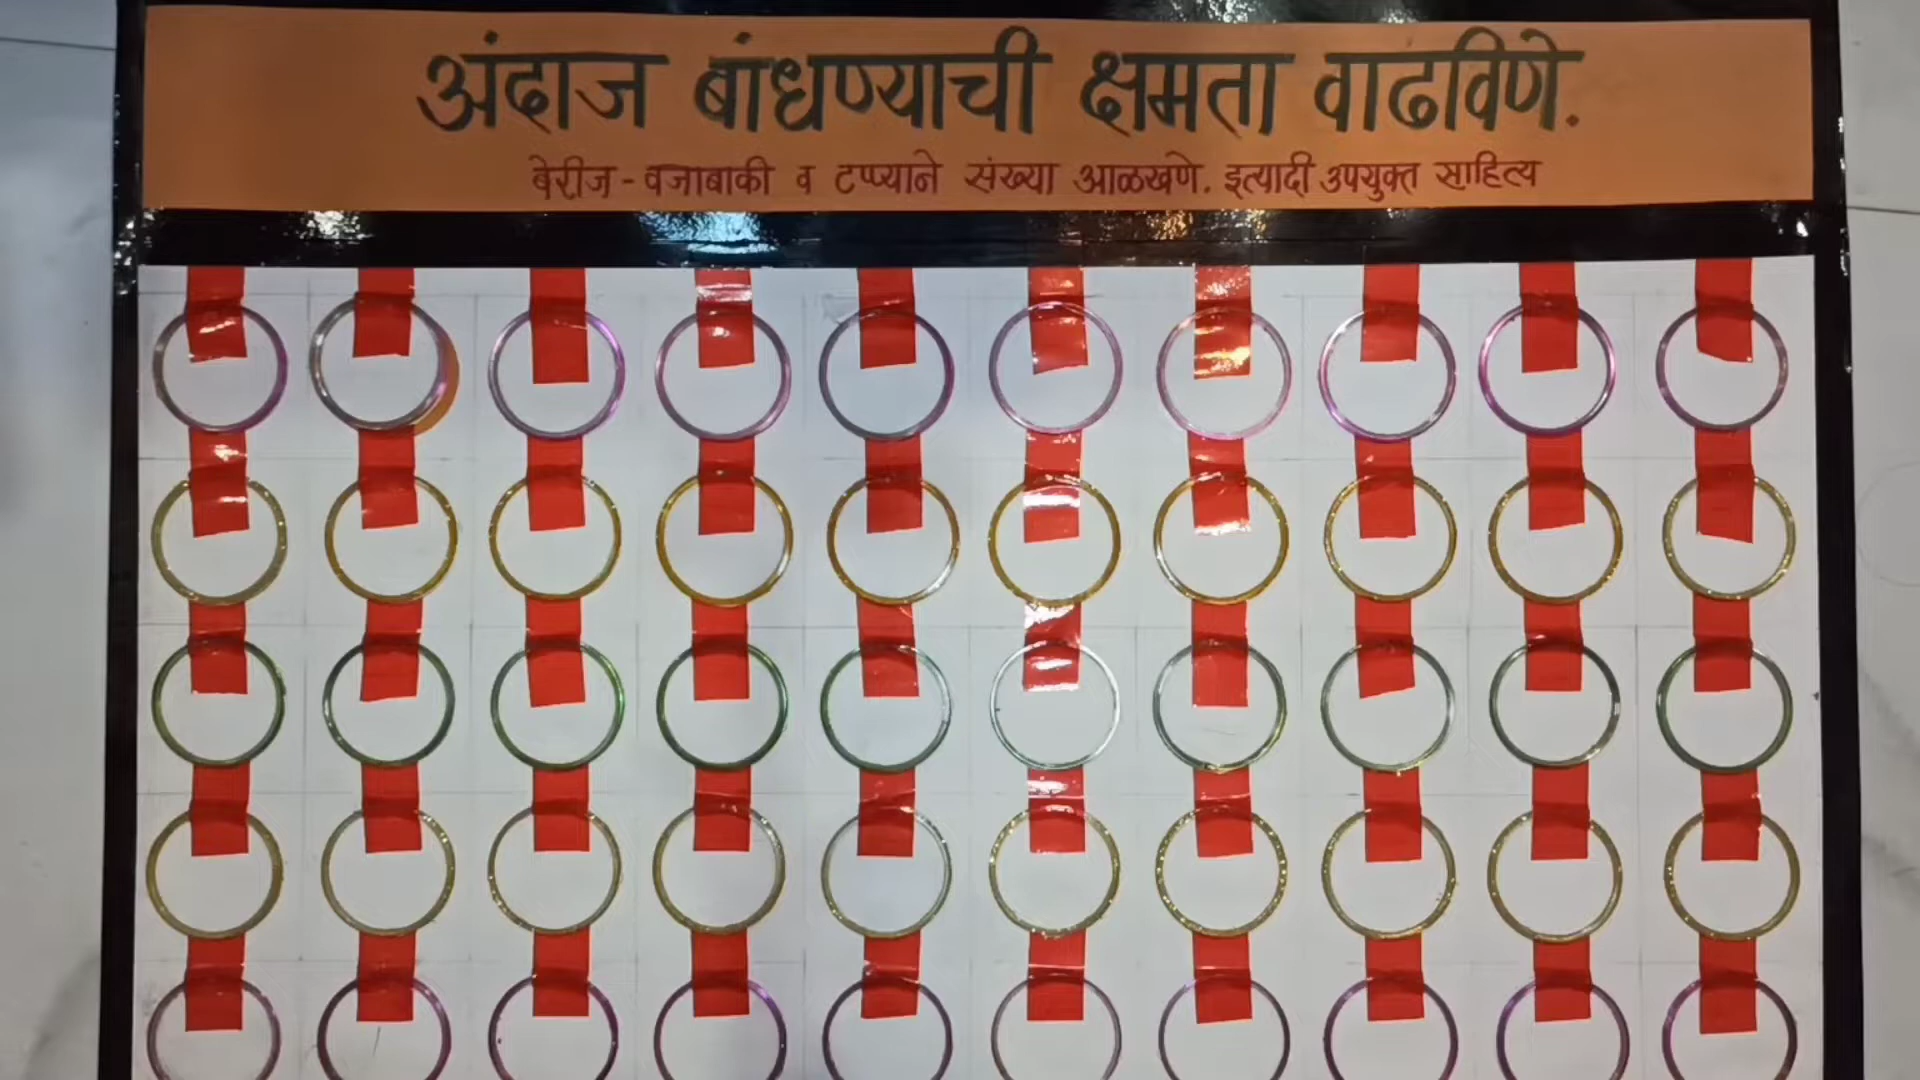 अंदाज बांधण्याची क्षमता वाढविणे.
बेरीज - वजाबाकी व टप्प्याने संख्या आळखणे. इत्यादी उपयुक्त साहित्य